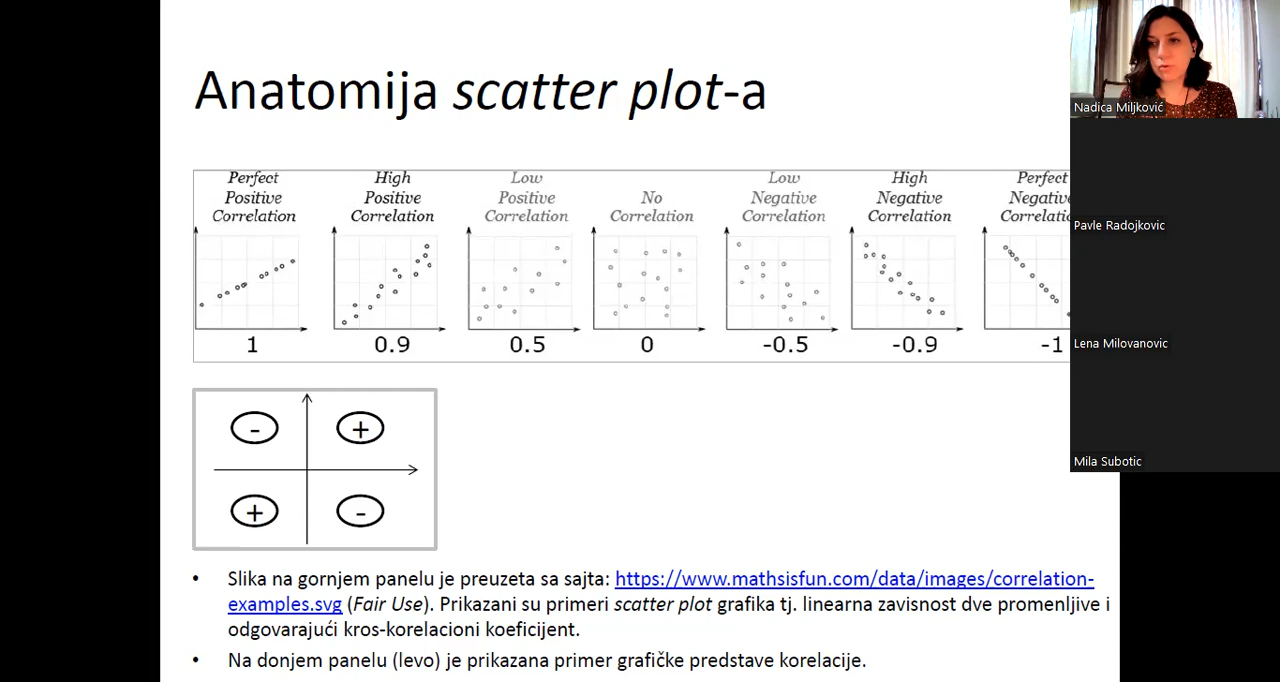 Anatomija scatter plot-a
Perfect Positive Correlation
High Positive Correlation
Low Positive Correlation
No Correlation
Low Negative Correlation
High Negative Correlation
Perfect
1
0.9
0.5
0
-0.5
-0.9
-1
- +
+ -
• Slika na gornjem panelu je preuzeta sa sajta: https://www.mathsisfun.com/data/images/correlation-
examples.svg (Fair Use). Prikazani su primeri scatter plot grafika tj. linearna zavisnost dve promenljive i
odgovarajući kros-korelacioni koeficijent.
• Na donjem panelu (levo) je prikazana primer grafičke predstave korelacije.
Nadica Miljković
Pavle Radojkovic
Lena Milovanovic
Mila Subotic